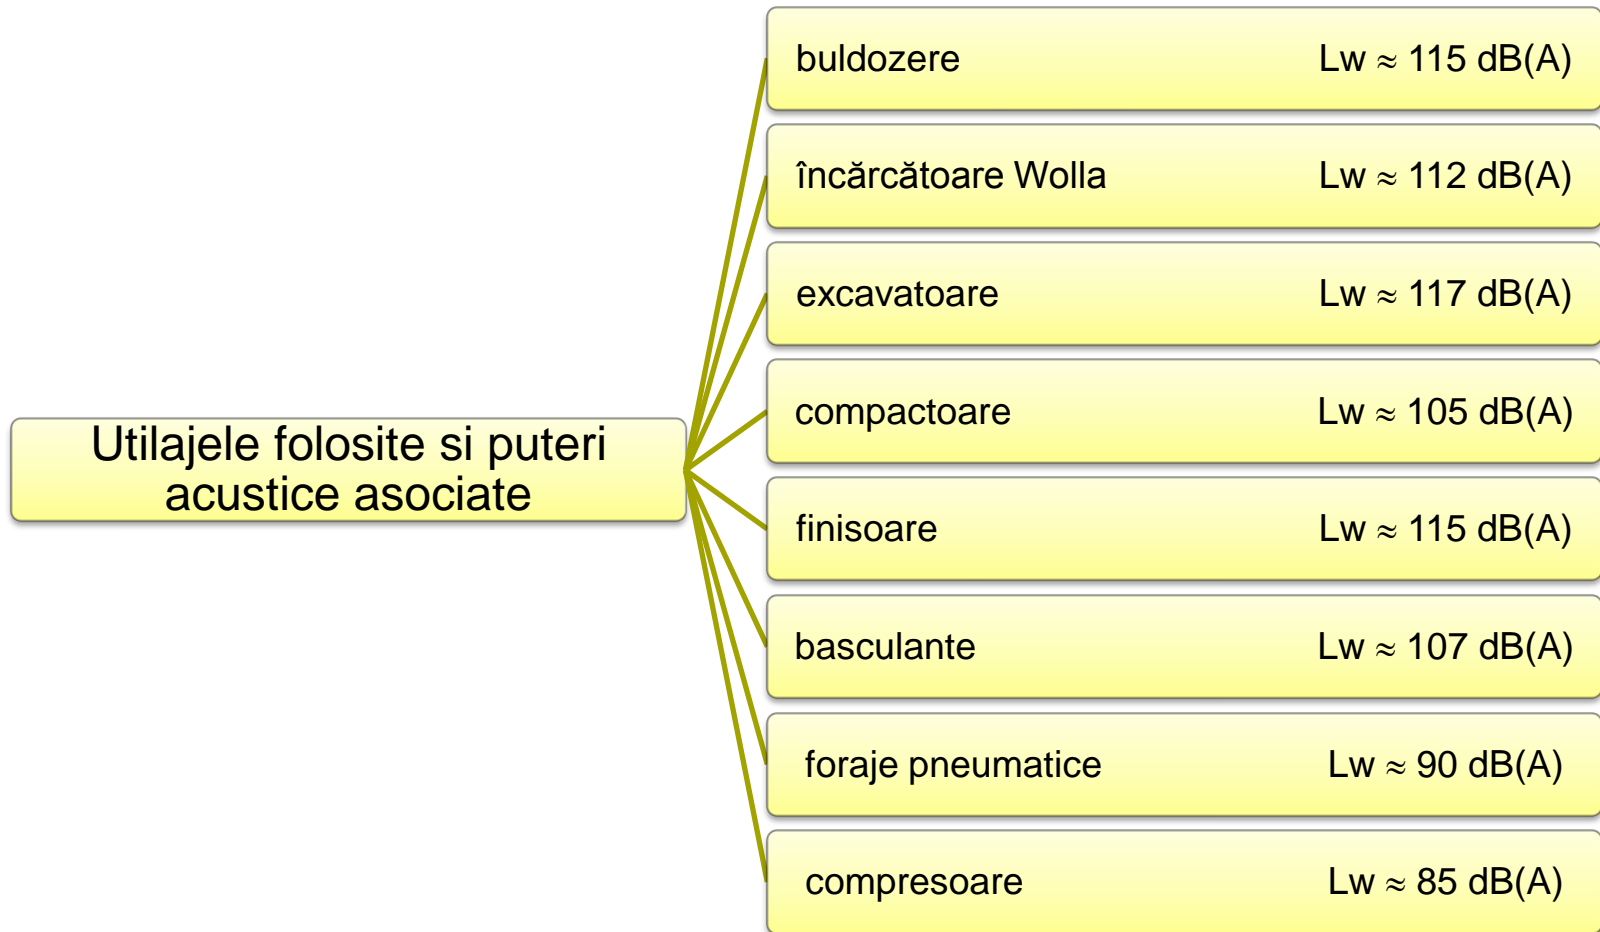 buldozere Lw ≈ 115 dB(A)
încărcătoare Wolla Lw ≈ 112 dB(A)
excavatoare Lw ≈ 117 dB(A)
compactoare Lw ≈ 105 dB(A)
Utilajele folosite si puteri
acustice asociate
finisoare Lw ≈ 115 dB(A)
basculante Lw ≈ 107 dB(A)
foraje pneumatice Lw ≈ 90 dB(A)
compresoare Lw ≈ 85 dB(A)